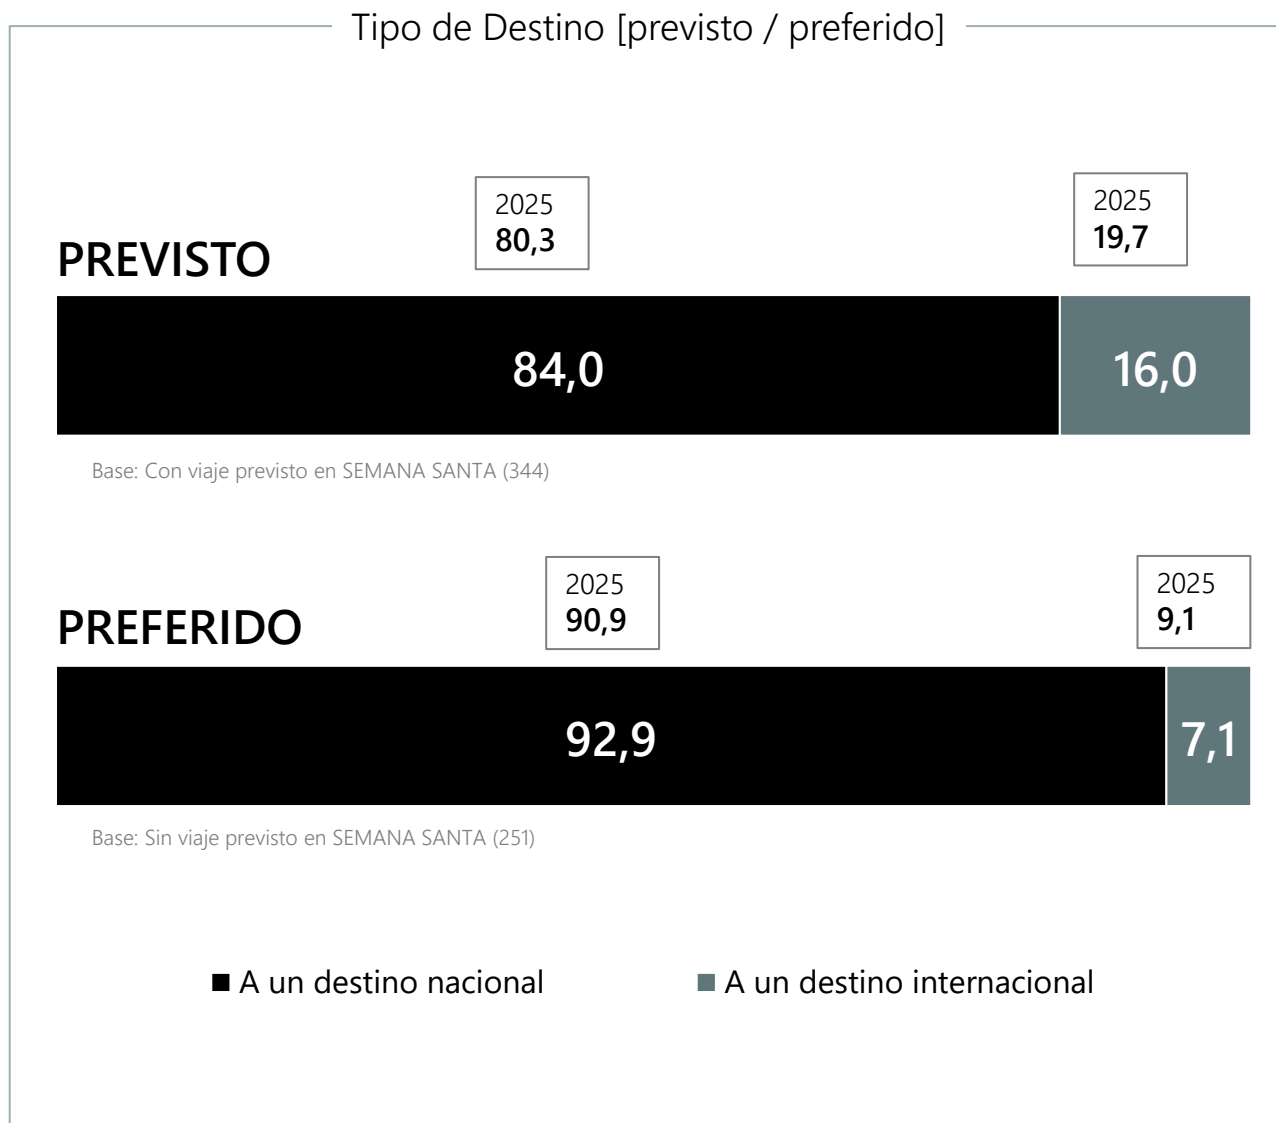 Tipo de Destino [previsto / preferido]
2025
80,3
2025
19,7
PREVISTO
84,0
16,0
Base: Con viaje previsto en SEMANA SANTA (344)
2025
90,9
2025
9,1
PREFERIDO
92,9
7,1
Base: Sin viaje previsto en SEMANA SANTA (251)
A un destino nacional
A un destino internacional